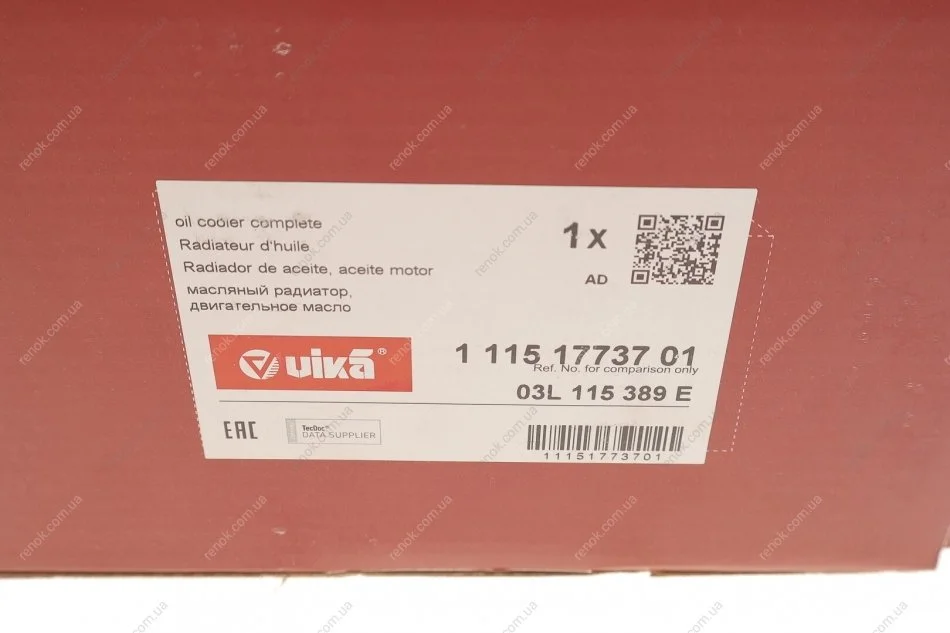 oil cooler complete
Radiateur d'huile
Radiador de aceite, aceite motor
масляный радиатор,
двигательное масло
1 x
AD
vika®
1 115 17737 01
Ref. No. for comparison only
03L 115 389 E
EAC
TecDoc®
DATA SUPPLIER
11151773701
renok.com.ua